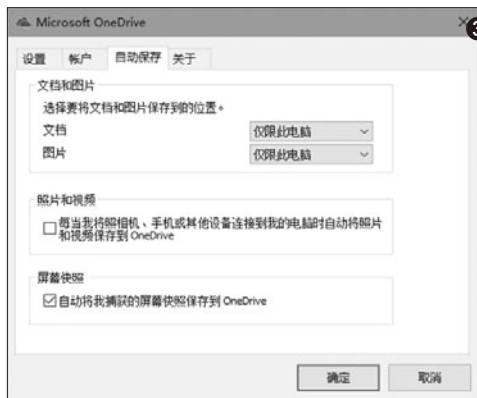 Microsoft OneDrive
3
设置 帐户 自动保存 关于
文档和图片
选择要将文档和图片保存到的位置。
文档 仅限此电脑
图片 仅限此电脑
照片和视频
每当我将照相机、手机或其他设备连接到我的电脑时自动将照片
和视频保存到 OneDrive
屏幕快照
自动将我捕获的屏幕快照保存到 OneDrive
确定 取消